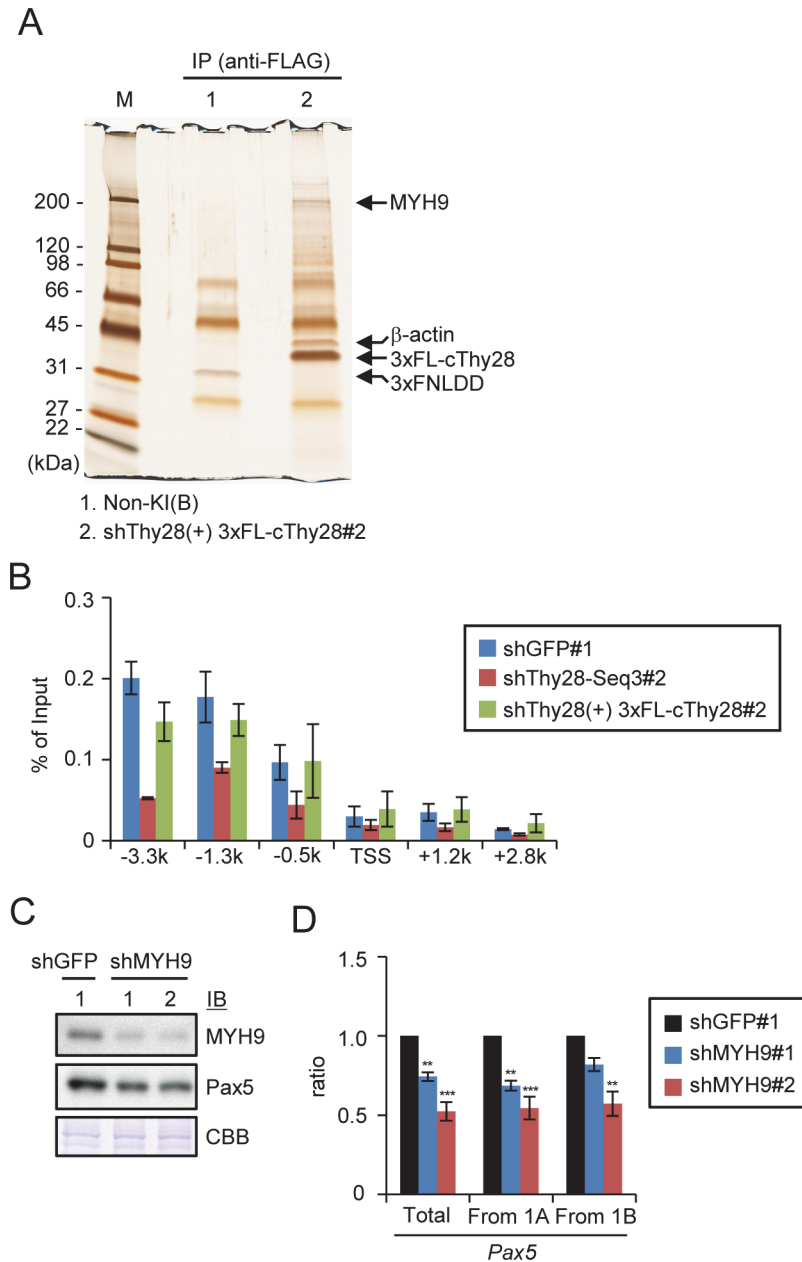 A
IP (anti-FLAG)
M 1 2
200 -
120 -
98 -
66 -
45 -
31 -
27 -
22 -
(kDa)
MYH9
β-actin
3xFL-cThy28
3xFNLDD
1. Non-KI(B)
2. shThy28(+) 3xFL-cThy28#2
B
0.3
0.2
0.1
0
% of Input
-3.3k -1.3k -0.5k TSS +1.2k +2.8k
shGFP#1
shThy28-Seq3#2
shThy28(+) 3xFL-cThy28#2
C
shGFP shMYH9
1 1 2 IB
MYH9
Pax5
CBB
D
1.5
1.0
0.5
0
ratio
** *** ** *** **
Total From 1A From 1B
Pax5
shGFP#1
shMYH9#1
shMYH9#2